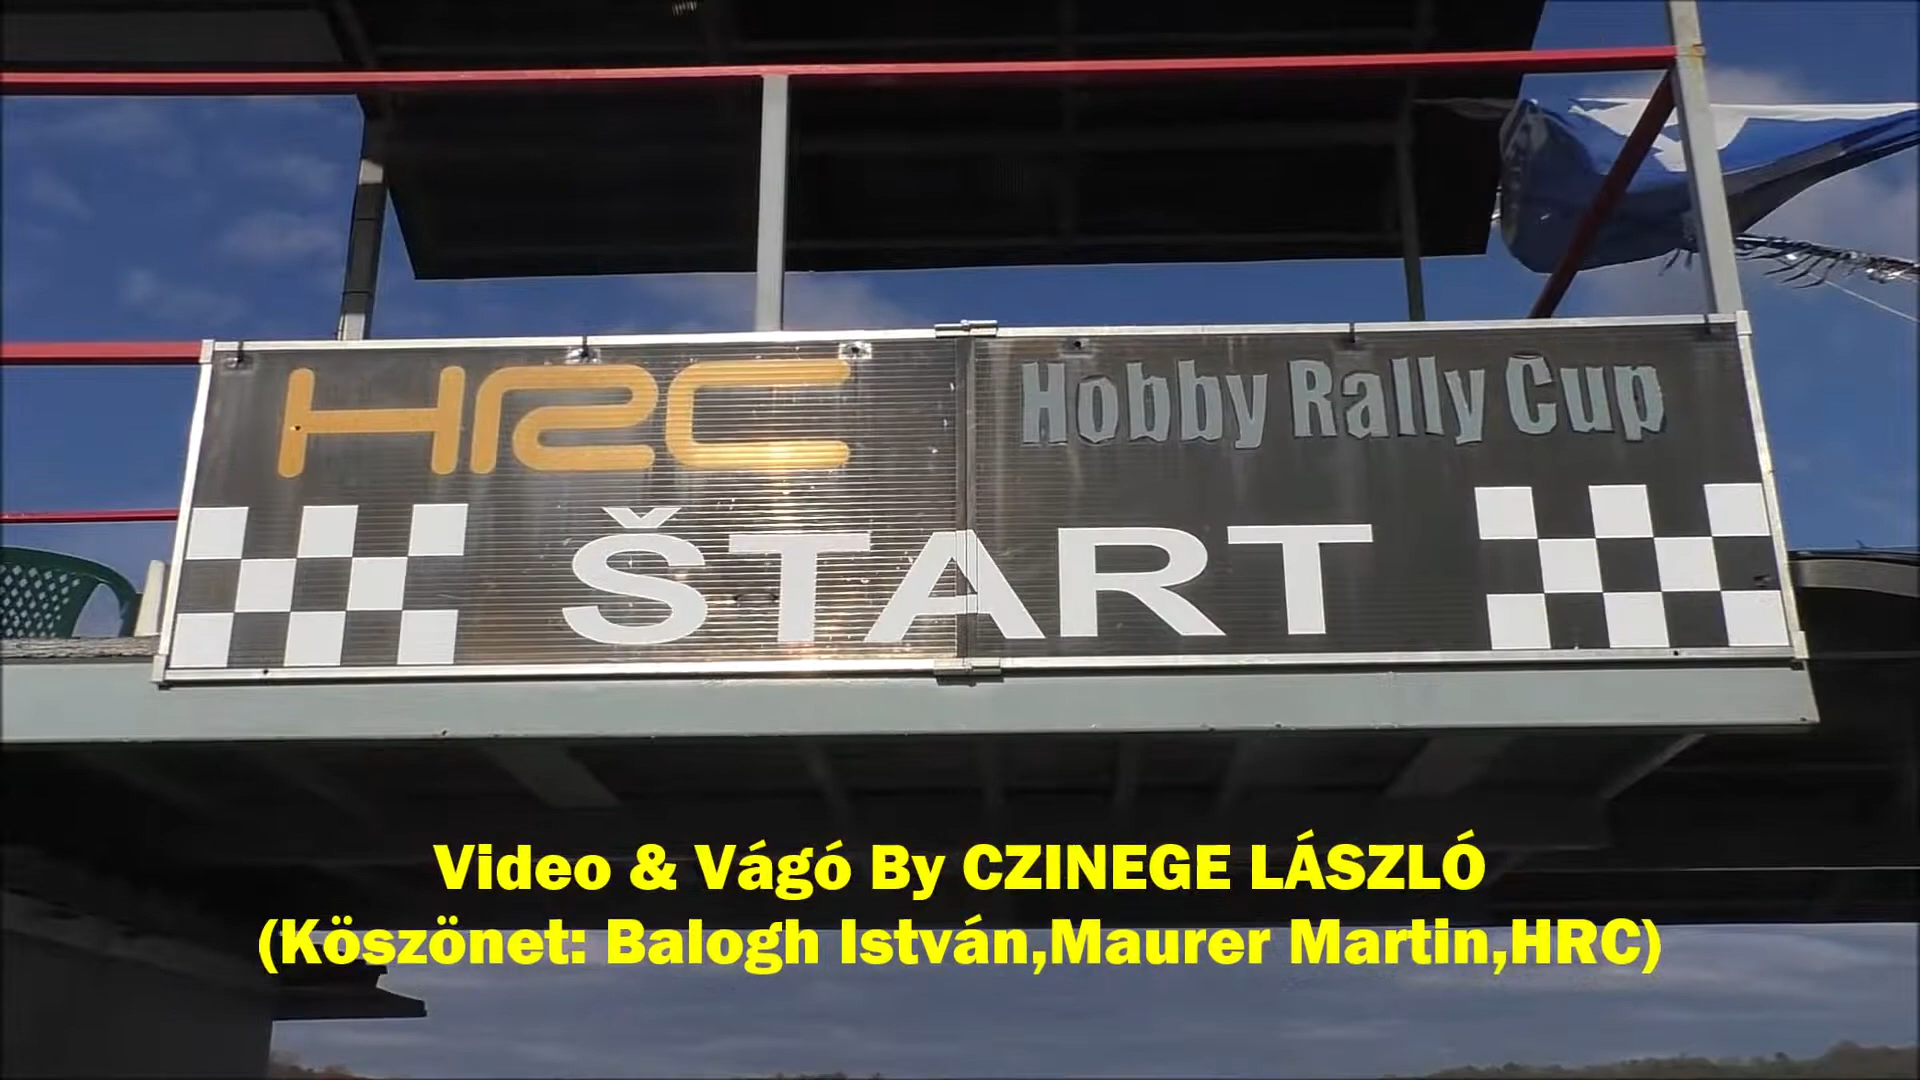 HRC Hobby Rally Cup
ŠTART
Video & Vágó By CZINEGE LÁSZLÓ
(Köszönet: Balogh István,Maurer Martin,HRC)